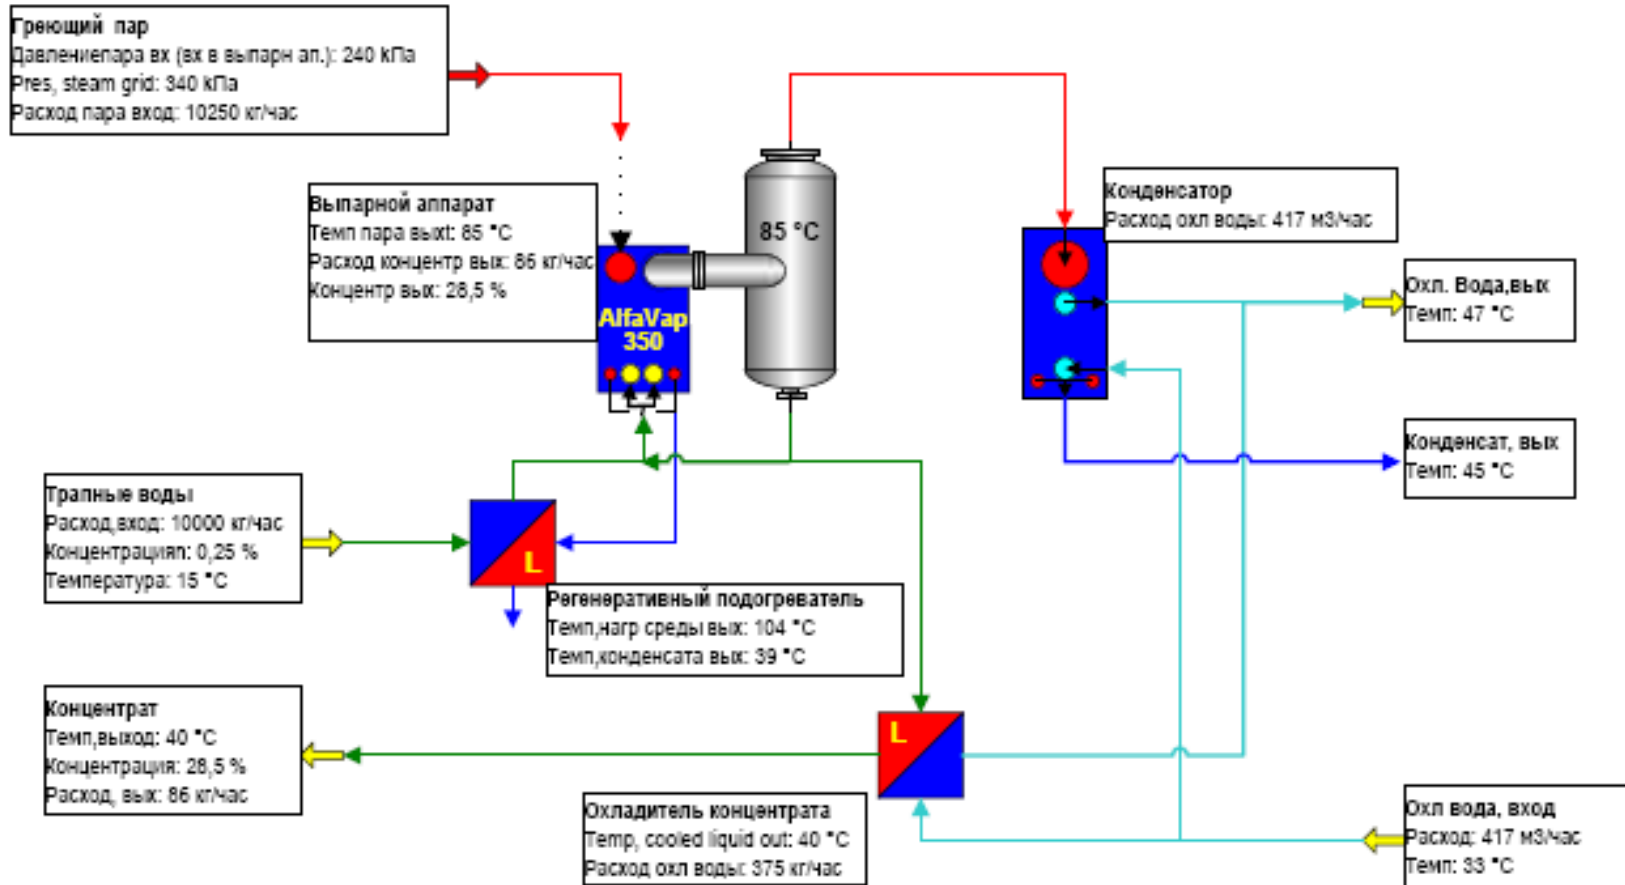 Греющий пар
Давлениепара вх (вх в выпарн ап.): 240 kПа
Pres, steam grid: 340 kПа
Расход пара вход: 10250 кг/час
Выпарной аппарат
Темп пара выхt: 85 °C
Расход концентр вых: 86 кг/час
Концентр вых: 28,5 %
AlfaVap
350
85 °C
Конденсатор
Расход охл воды: 417 м3/час
Охл. Вода,вых
Темп: 47 °C
Конденсат, вых
Темп: 45 °C
Трапные воды
Расход,вход: 10000 кг/час
Концентрацияn: 0,25 %
Температура: 15 °C
L
Регенеративный подогреватель
Темп,нагр среды вых: 104 °C
Темп,конденсата вых: 39 °C
Концентрат
Темп,выход: 40 °C
Концентрация: 28,5 %
Расход, вых: 86 кг/час
L
Охладитель концентрата
Temp, cooled liquid out: 40 °C
Расход охл воды: 375 кг/час
Охл вода, вход
Расход: 417 м3/час
Темп: 33 °C